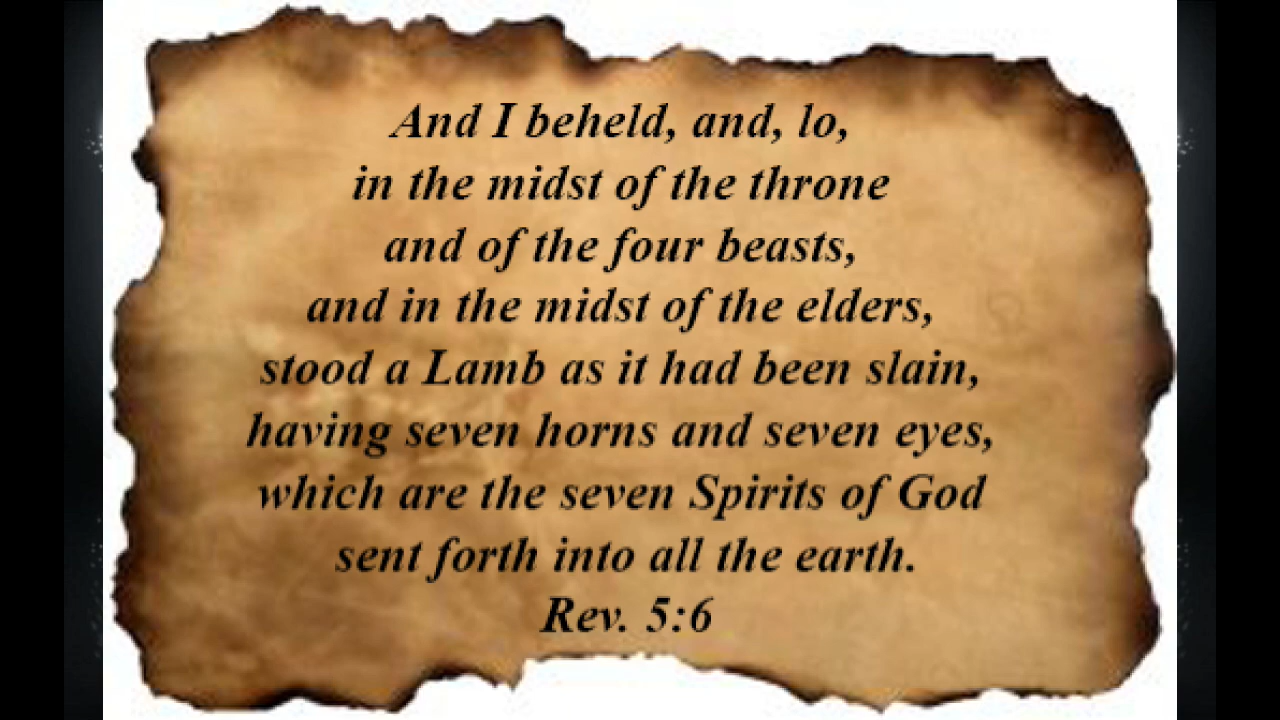 And I beheld, and, lo,
in the midst of the throne
and of the four beasts,
and in the midst of the elders,
stood a Lamb as it had been slain,
having seven horns and seven eyes,
which are the seven Spirits of God
sent forth into all the earth.
Rev. 5:6